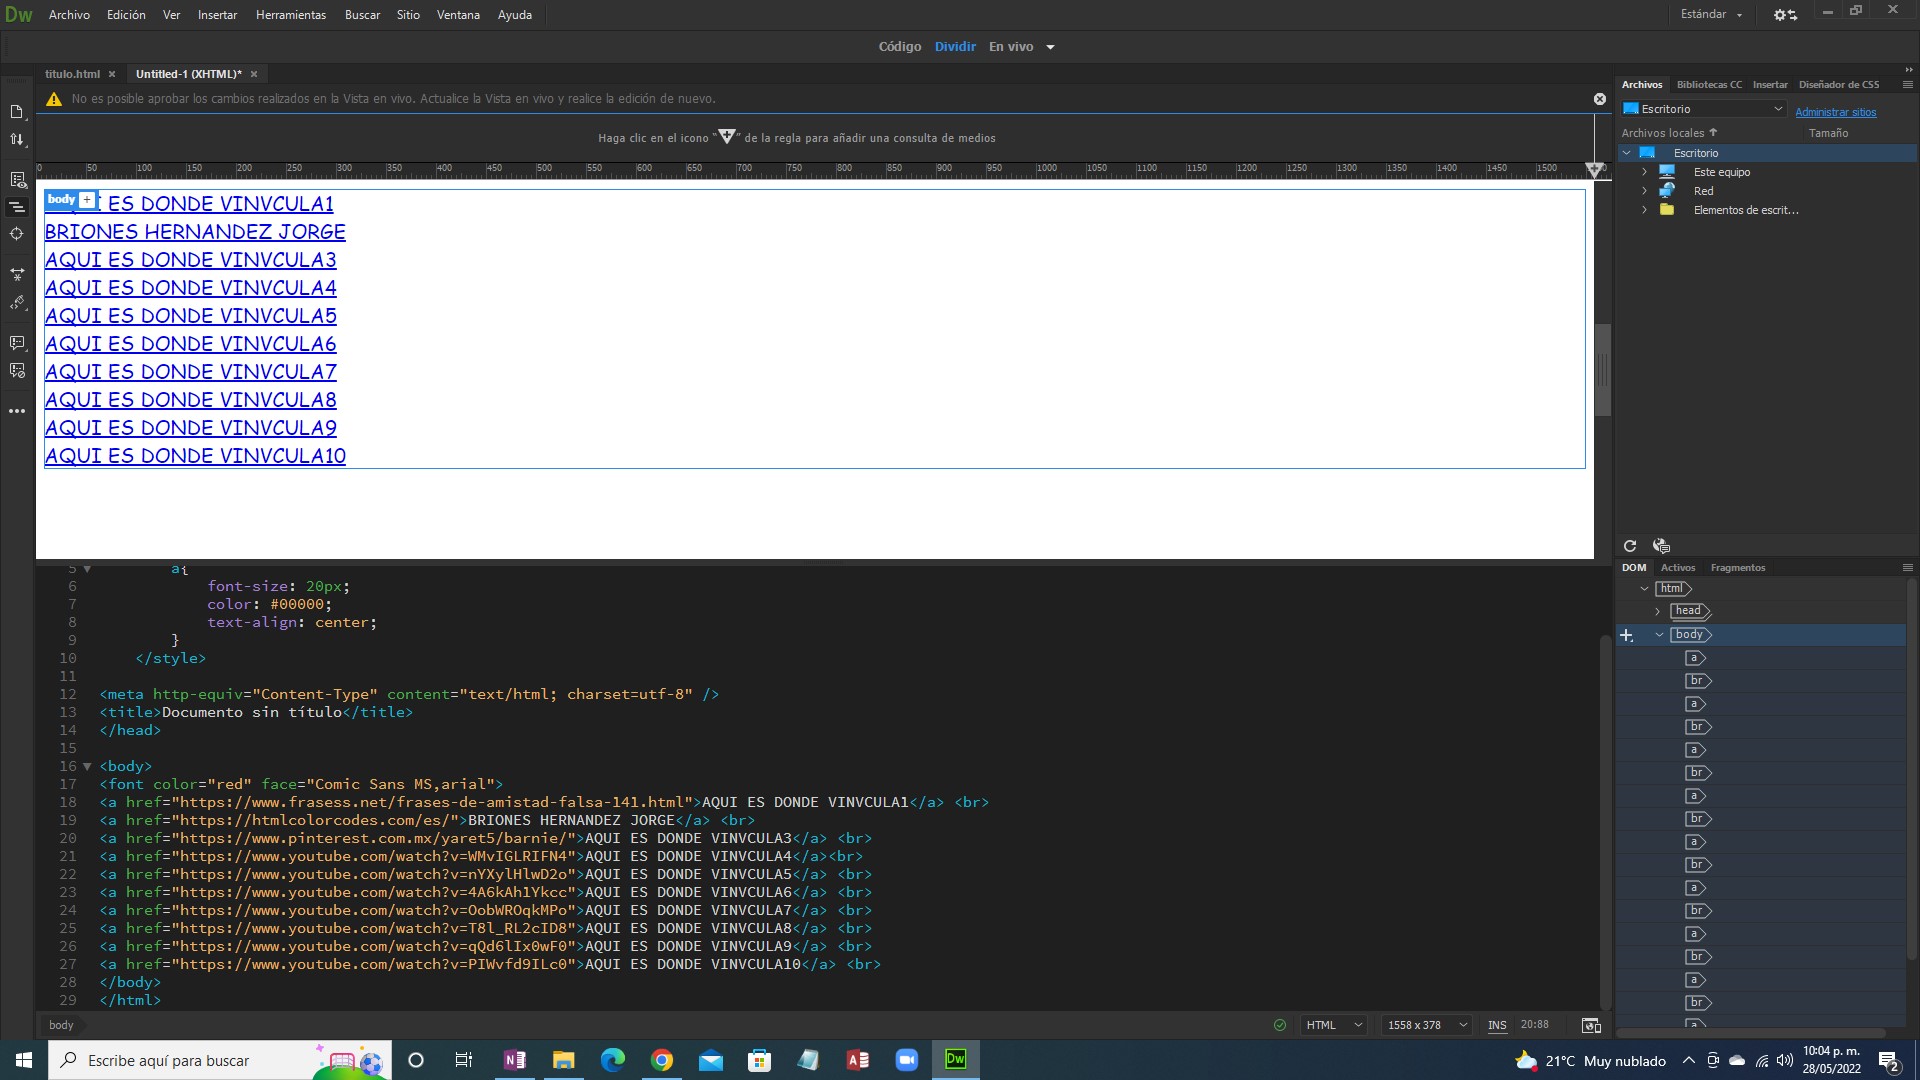 Dw Archivo Edición Ver Insertar Herramientas Buscar Sitio Ventana Ayuda Estándar
Código Dividir En vivo
titulo.html × Untitled-1 (XHTML)* ×
No es posible aprobar los cambios realizados en la Vista en vivo. Actualice la Vista en vivo y realice la edición de nuevo.
Haga clic en el icono "" de la regla para añadir una consulta de medios
0 50 100 150 200 250 300 350 400 450 500 550 600 650 700 750 800 850 900 950 1000 1050 1100 1150 1200 1250 1300 1350 1400 1450 1500
body +
ES DONDE VINVCULA1
BRIONES HERNANDEZ JORGE
AQUI ES DONDE VINVCULA3
AQUI ES DONDE VINVCULA4
AQUI ES DONDE VINVCULA5
AQUI ES DONDE VINVCULA6
AQUI ES DONDE VINVCULA7
AQUI ES DONDE VINVCULA8
AQUI ES DONDE VINVCULA9
AQUI ES DONDE VINVCULA10
5 a{
6 font-size: 20px;
7 color: #00000;
8 text-align: center;
9 }
10 </style>
11
12 <meta http-equiv="Content-Type" content="text/html; charset=utf-8" />
13 <title>Documento sin título</title>
14 </head>
15
16 <body>
17 <font color="red" face="Comic Sans MS,arial">
18 <a href="https://www.frasess.net/frases-de-amistad-falsa-141.html">AQUI ES DONDE VINVCULA1</a> <br>
19 <a href="https://htmlcolorcodes.com/es/">BRIONES HERNANDEZ JORGE</a> <br>
20 <a href="https://www.pinterest.com.mx/yaret5/barnie/">AQUI ES DONDE VINVCULA3</a> <br>
21 <a href="https://www.youtube.com/watch?v=WMvIGLRIFN4">AQUI ES DONDE VINVCULA4</a><br>
22 <a href="https://www.youtube.com/watch?v=nYXylHlwD2o">AQUI ES DONDE VINVCULA5</a> <br>
23 <a href="https://www.youtube.com/watch?v=4A6kAh1Ykcc">AQUI ES DONDE VINVCULA6</a> <br>
24 <a href="https://www.youtube.com/watch?v=OobWROqkMPo">AQUI ES DONDE VINVCULA7</a> <br>
25 <a href="https://www.youtube.com/watch?v=T8l_RL2cID8">AQUI ES DONDE VINVCULA8</a> <br>
26 <a href="https://www.youtube.com/watch?v=qQd6lIx0wF0">AQUI ES DONDE VINVCULA9</a> <br>
27 <a href="https://www.youtube.com/watch?v=PIWvfd9ILc0">AQUI ES DONDE VINVCULA10</a> <br>
28 </body>
29 </html>
body HTML 1558 x 378 INS 20:88
Archivos Bibliotecas CC Insertar Diseñador de CSS
Escritorio Administrar sitios
Archivos locales Tamaño
Escritorio
Este equipo
Red
Elementos de escrit...
DOM Activos Fragmentos
html
head
body
a
br
a
br
a
br
a
br
a
br
a
br
a
br
a
br
a
Escribe aquí para buscar
Dw
21°C Muy nublado
10:04 p. m.
28/05/2022
2